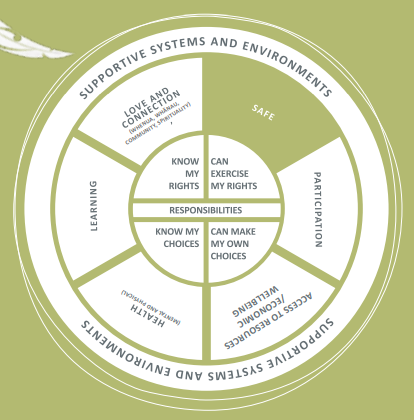 SUPPORTIVE SYSTEMS AND ENVIRONMENTS
LOVE AND
CONNECTION
(WHENUA, WHĀNAU,
COMMUNITY, SPIRITUALITY)
SAFE
PARTICIPATION
ACCESS TO RESOURCES
/ECONOMIC
WELLBEING
HEALTH
(MENTAL AND PHYSICAL)
LEARNING
KNOW
MY
RIGHTS
CAN
EXERCISE
MY RIGHTS
RESPONSIBILITIES
KNOW MY
CHOICES
CAN MAKE
MY OWN
CHOICES
SUPPORTIVE SYSTEMS AND ENVIRONMENTS